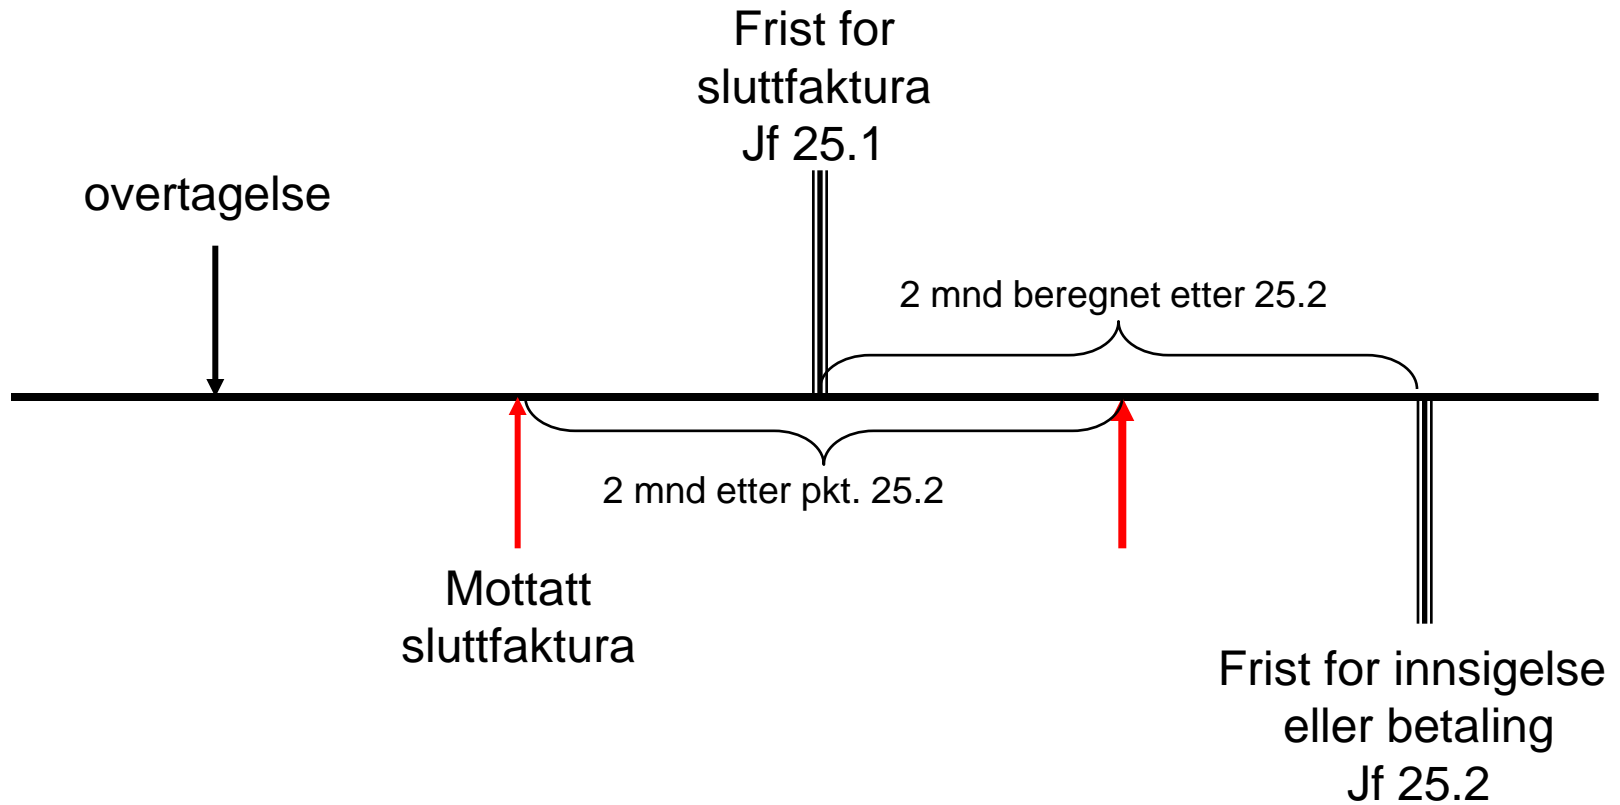 Frist for
sluttfaktura
Jf 25.1
overtagelse
2 mnd beregnet etter 25.2
2 mnd etter pkt. 25.2
Mottatt
sluttfaktura
Frist for innsigelse
eller betaling
Jf 25.2